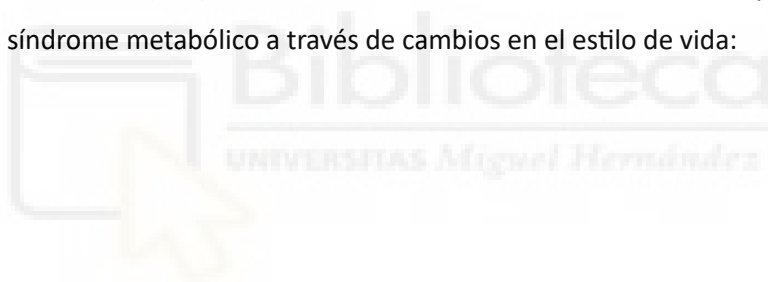 síndrome metabólico a través de cambios en el estilo de vida:
Biblioteca
UNIVERSITAS Miguel Hernández